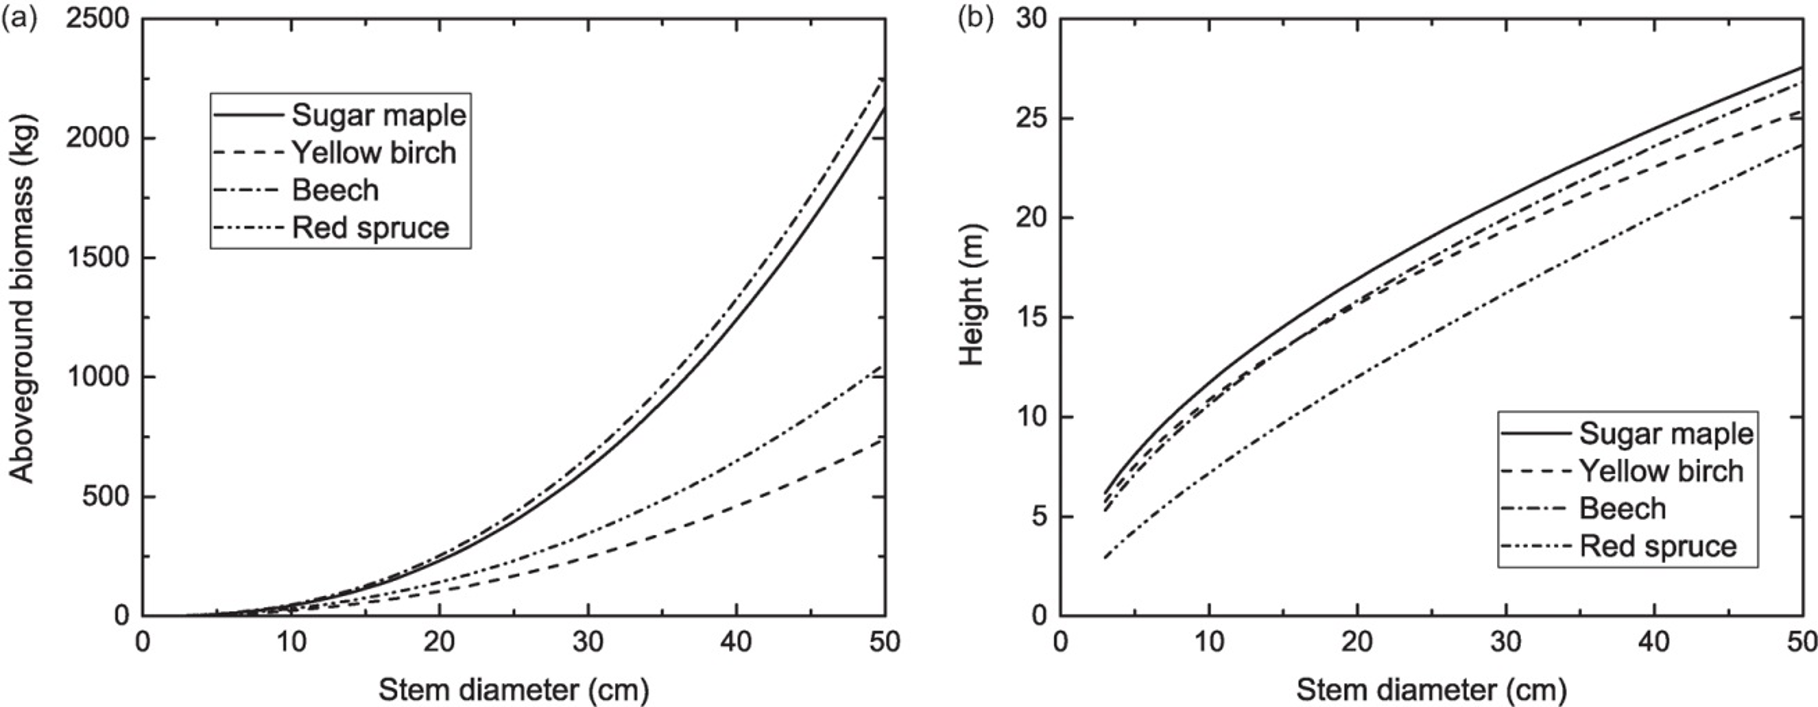 (a)
2500
2000
1500
1000
500
0
Aboveground biomass (kg)
Sugar maple
Yellow birch
Beech
Red spruce
0 10 20 30 40 50
Stem diameter (cm)
(b)
30
25
20
15
10
5
0
Height (m)
Sugar maple
Yellow birch
Beech
Red spruce
0 10 20 30 40 50
Stem diameter (cm)